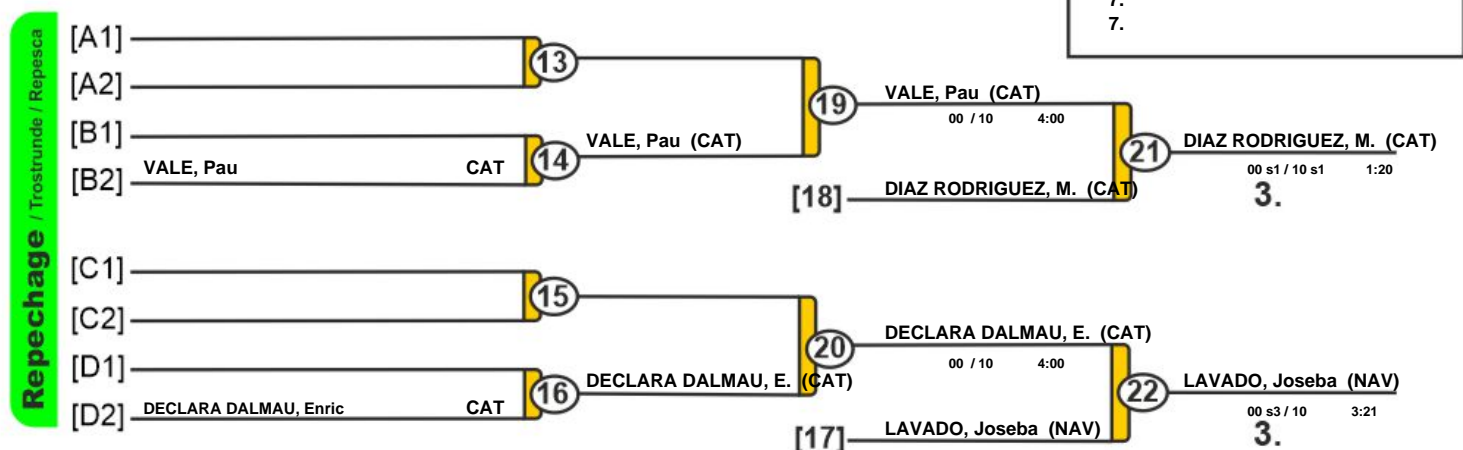 7.
7.
Repechage / Trostrunde / Repesca
[A1]
13
[A2]
19
VALE, Pau (CAT)
00 / 10 4:00
[B1]
VALE, Pau (CAT)
14
21
DIAZ RODRIGUEZ, M. (CAT)
00 s1 / 10 s1 1:20
3.
[B2] VALE, Pau CAT
[18] DIAZ RODRIGUEZ, M. (CAT)
[C1]
15
[C2]
20
DECLARA DALMAU, E. (CAT)
00 / 10 4:00
[D1]
16
DECLARA DALMAU, E. (CAT)
22
LAVADO, Joseba (NAV)
00 s3 / 10 3:21
3.
[D2] DECLARA DALMAU, Enric CAT
[17] LAVADO, Joseba (NAV)